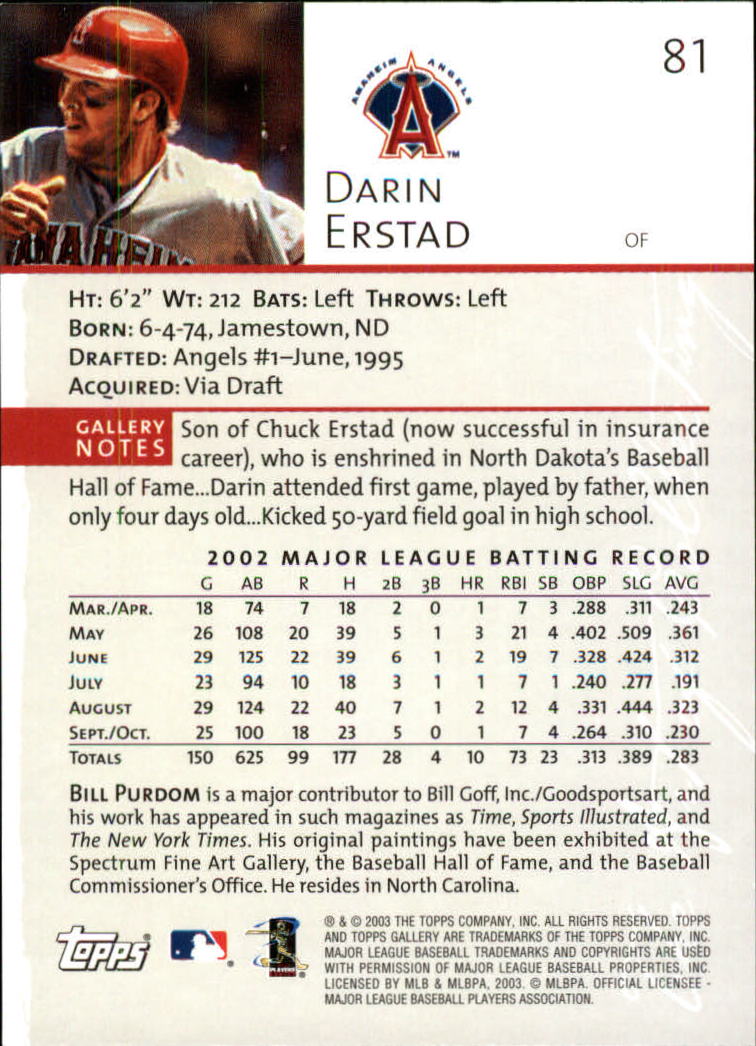 81
ANAHEIM ANGELS
A
TM
DARIN
ERSTAD
OF
ANAHEIM
HT: 6'2" WT: 212 BATS: Left THROWS: Left
BORN: 6-4-74, Jamestown, ND
DRAFTED: Angels #1–June, 1995
ACQUIRED: Via Draft
GALLERY
NOTES
Son of Chuck Erstad (now successful in insurance
career), who is enshrined in North Dakota's Baseball
Hall of Fame...Darin attended first game, played by father, when
only four days old...Kicked 50-yard field goal in high school.
2002 MAJOR LEAGUE BATTING RECORD
G AB R H 2B 3B HR RBI SB OBP SLG AVG
MAR./APR. 18 74 7 18 2 0 1 7 3 .288 .311 .243
MAY 26 108 20 39 5 1 3 21 4 .402 .509 .361
JUNE 29 125 22 39 6 1 2 19 7 .328 .424 .312
JULY 23 94 10 18 3 1 1 7 1 .240 .277 .191
AUGUST 29 124 22 40 7 1 2 12 4 .331 .444 .323
SEPT./OCT. 25 100 18 23 5 0 1 7 4 .264 .310 .230
TOTALS 150 625 99 177 28 4 10 73 23 .313 .389 .283
BILL PURDOM is a major contributor to Bill Goff, Inc./Goodsportsart, and
his work has appeared in such magazines as Time, Sports Illustrated, and
The New York Times. His original paintings have been exhibited at the
Spectrum Fine Art Gallery, the Baseball Hall of Fame, and the Baseball
Commissioner's Office. He resides in North Carolina.
Topps®
® & © 2003 THE TOPPS COMPANY, INC. ALL RIGHTS RESERVED. TOPPS
AND TOPPS GALLERY ARE TRADEMARKS OF THE TOPPS COMPANY, INC.
MAJOR LEAGUE BASEBALL TRADEMARKS AND COPYRIGHTS ARE USED
WITH PERMISSION OF MAJOR LEAGUE BASEBALL PROPERTIES, INC.
LICENSED BY MLB & MLBPA, 2003. © MLBPA. OFFICIAL LICENSEE -
MAJOR LEAGUE BASEBALL PLAYERS ASSOCIATION.